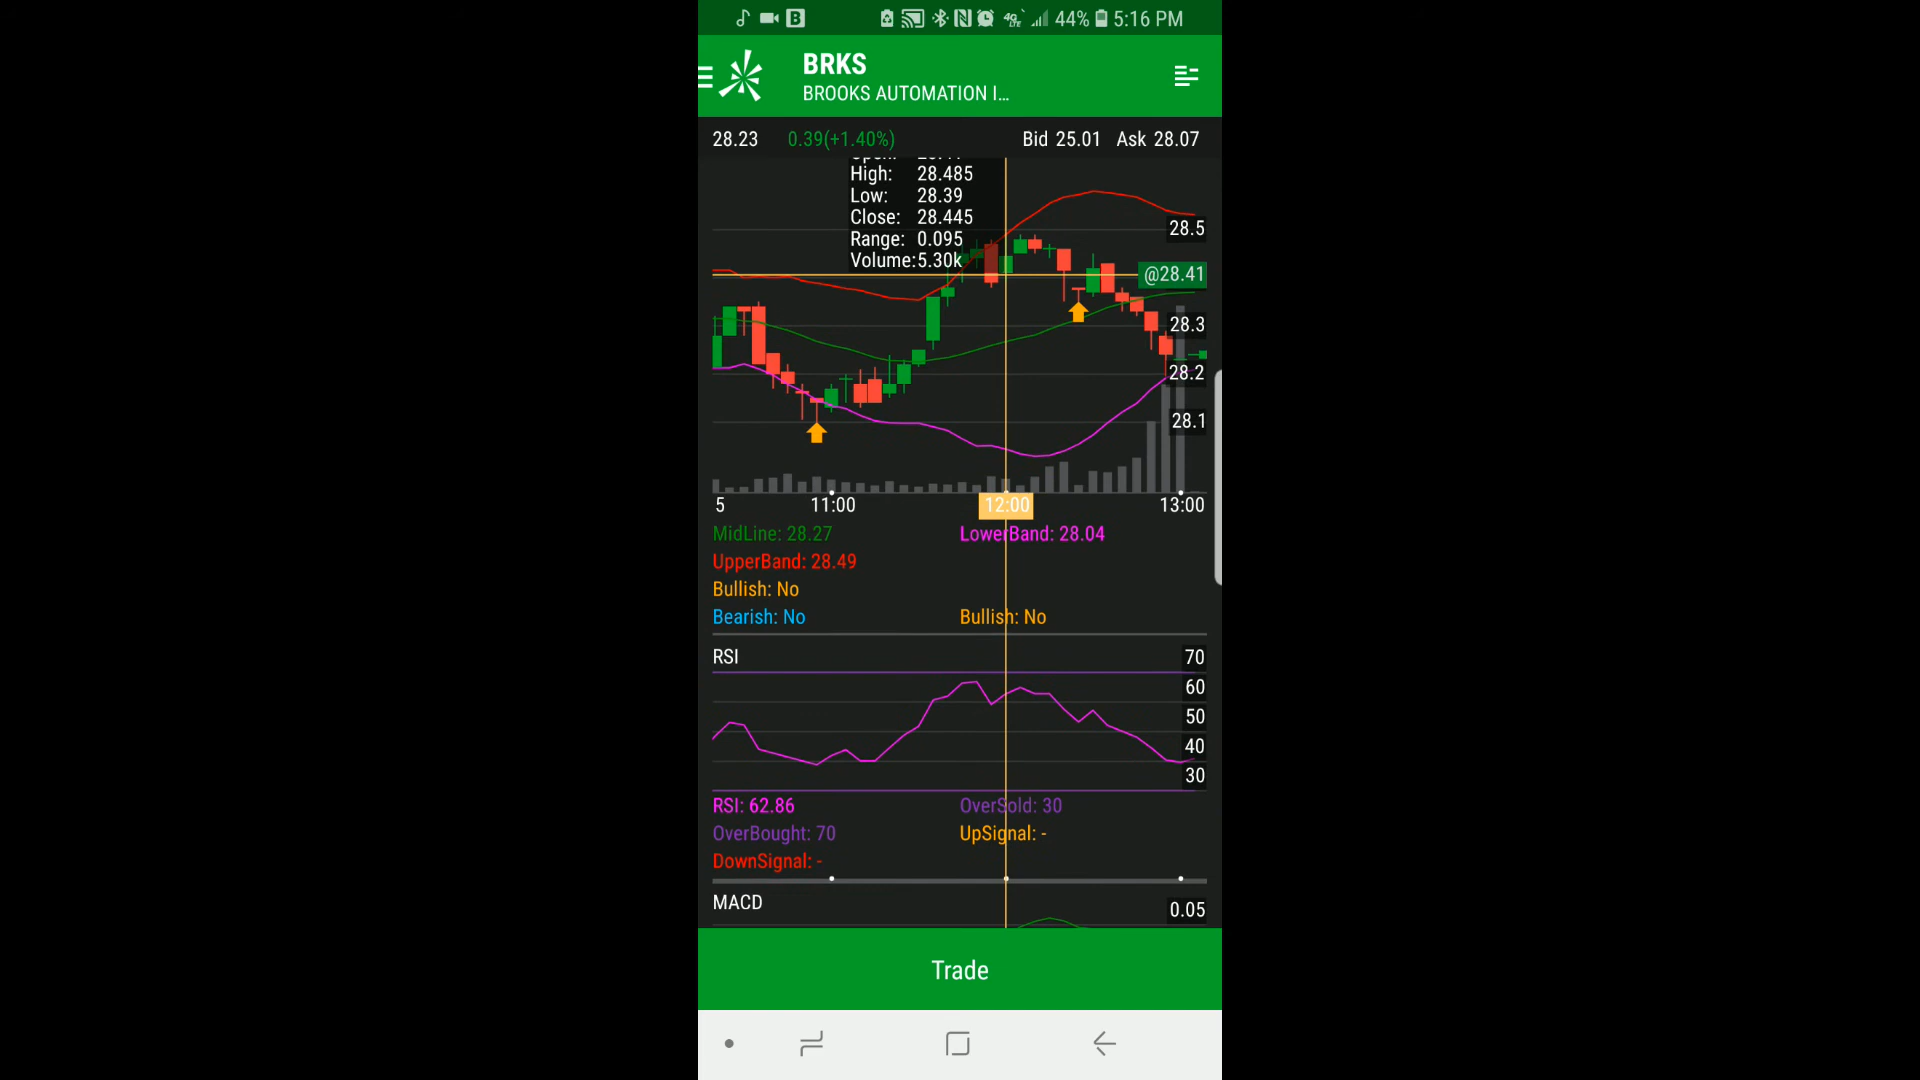 44% 5:16 PM
BRKS
BROOKS AUTOMATION I...
28.23 0.39(+1.40%) Bid 25.01 Ask 28.07
High: 28.485
Low: 28.39
Close: 28.445
Range: 0.095
Volume:5.30k
28.5
@28.41
28.3
28.2
28.1
5 11:00 12:00 13:00
MidLine: 28.27 LowerBand: 28.04
UpperBand: 28.49
Bullish: No
Bearish: No Bullish: No
RSI 70
60
50
40
30
RSI: 62.86 OverSold: 30
OverBought: 70 UpSignal: -
DownSignal: -
MACD 0.05
Trade